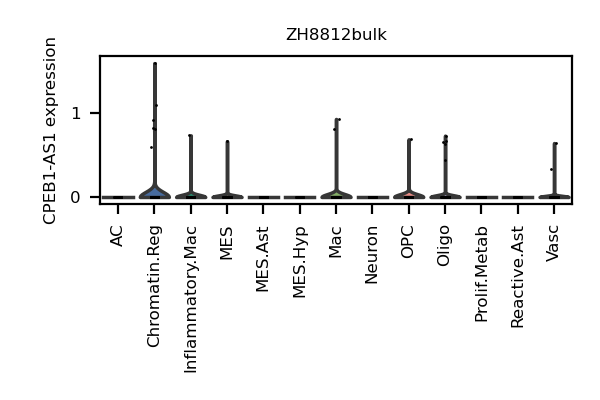 ZH8812bulk
CPEB1-AS1 expression
1
0
AC
Chromatin.Reg
Inflammatory.Mac
MES
MES.Ast
MES.Hyp
Mac
Neuron
OPC
Oligo
Prolif.Metab
Reactive.Ast
Vasc